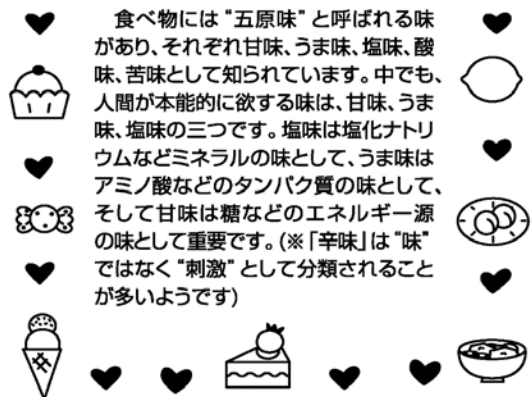 食べ物には“五原味”と呼ばれる味
があり、それぞれ甘味、うま味、塩味、酸
味、苦味として知られています。中でも、
人間が本能的に欲する味は、甘味、うま
味、塩味の三つです。塩味は塩化ナトリ
ウムなどミネラルの味として、うま味は
アミノ酸などのタンパク質の味として、
そして甘味は糖などのエネルギー源
の味として重要です。(※「辛味」は“味”
ではなく“刺激”として分類されること
が多いようです)